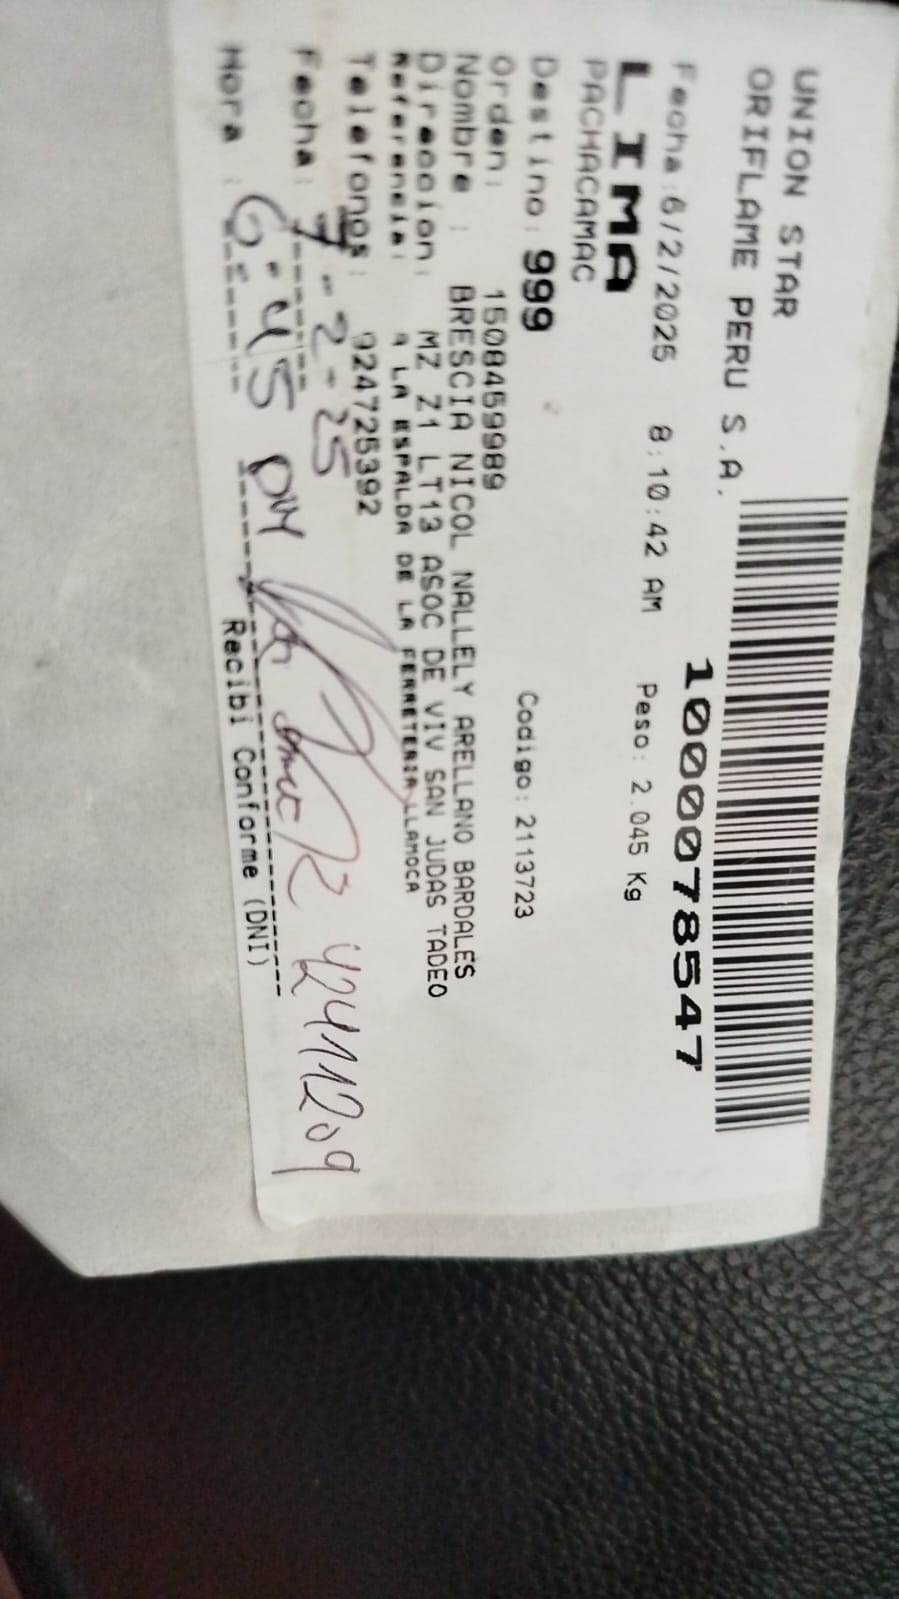 UNION STAR
ORIFLAME PERU S.A.
1000078547
Fecha:6/2/2025 8:10:42 AM Peso: 2.045 Kg
LIMA
PACHACAMAC
Destino: 999 Codigo: 2113723
Orden: 1508459989
Nombre : BRESCIA NICOL NALLELY ARELLANO BARDALES
Direccion: MZ Z1 LT13 ASOC DE VIV SAN JUDAS TADEO
Referencia: A LA ESPALDA DE LA FERRETERIA LLAMOCA
Telefonos: 924725392
Fecha: 7-2-25
Hora : 6:45 PM 42411209
Recibi Conforme (DNI)